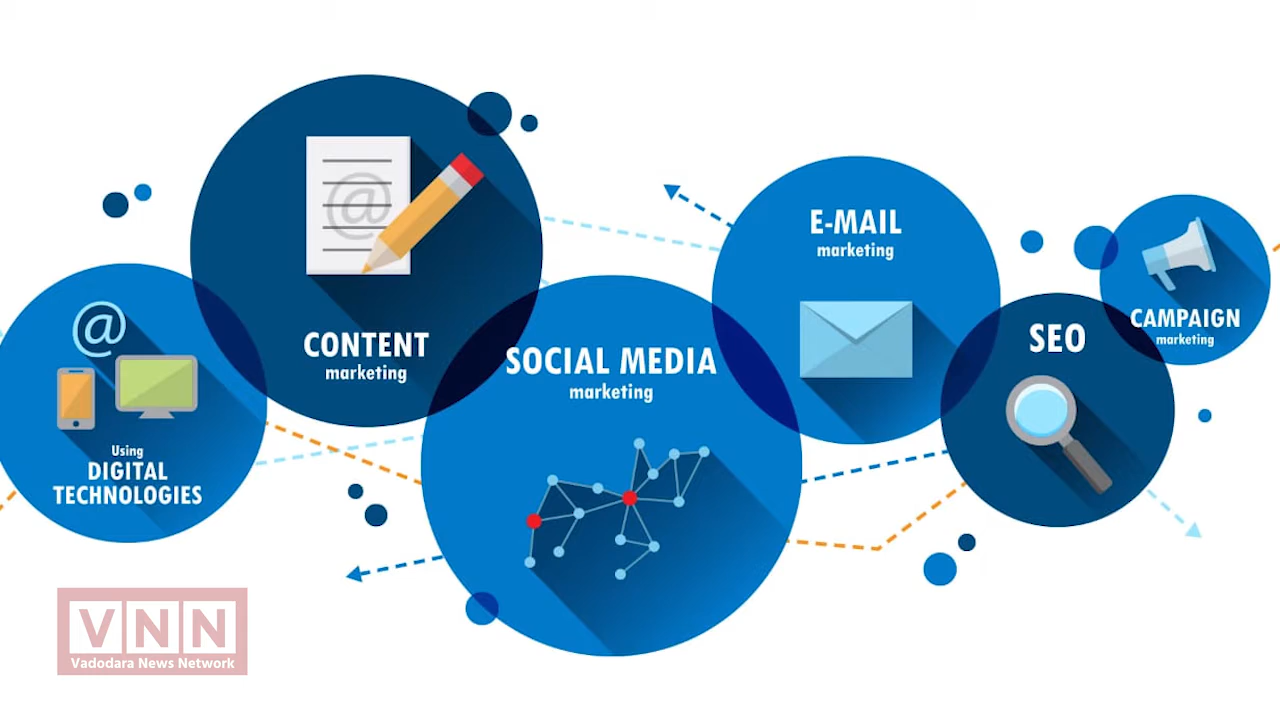 @
CONTENT
marketing
SOCIAL MEDIA
marketing
E-MAIL
marketing
SEO
CAMPAIGN
marketing
@
Using
DIGITAL
TECHNOLOGIES
VNN
Vadodara News Network